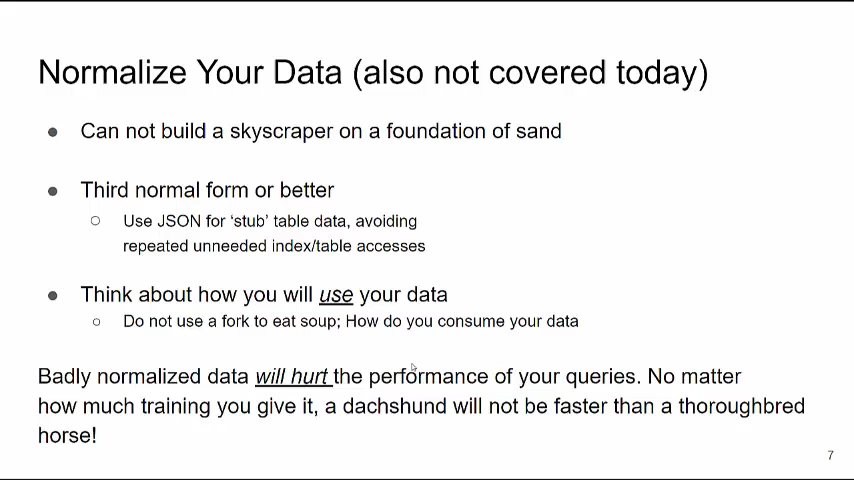 Normalize Your Data (also not covered today)
● Can not build a skyscraper on a foundation of sand
● Third normal form or better
○ Use JSON for ‘stub’ table data, avoiding
repeated unneeded index/table accesses
● Think about how you will use your data
○ Do not use a fork to eat soup; How do you consume your data
Badly normalized data will hurt the performance of your queries. No matter
how much training you give it, a dachshund will not be faster than a thoroughbred
horse!
7